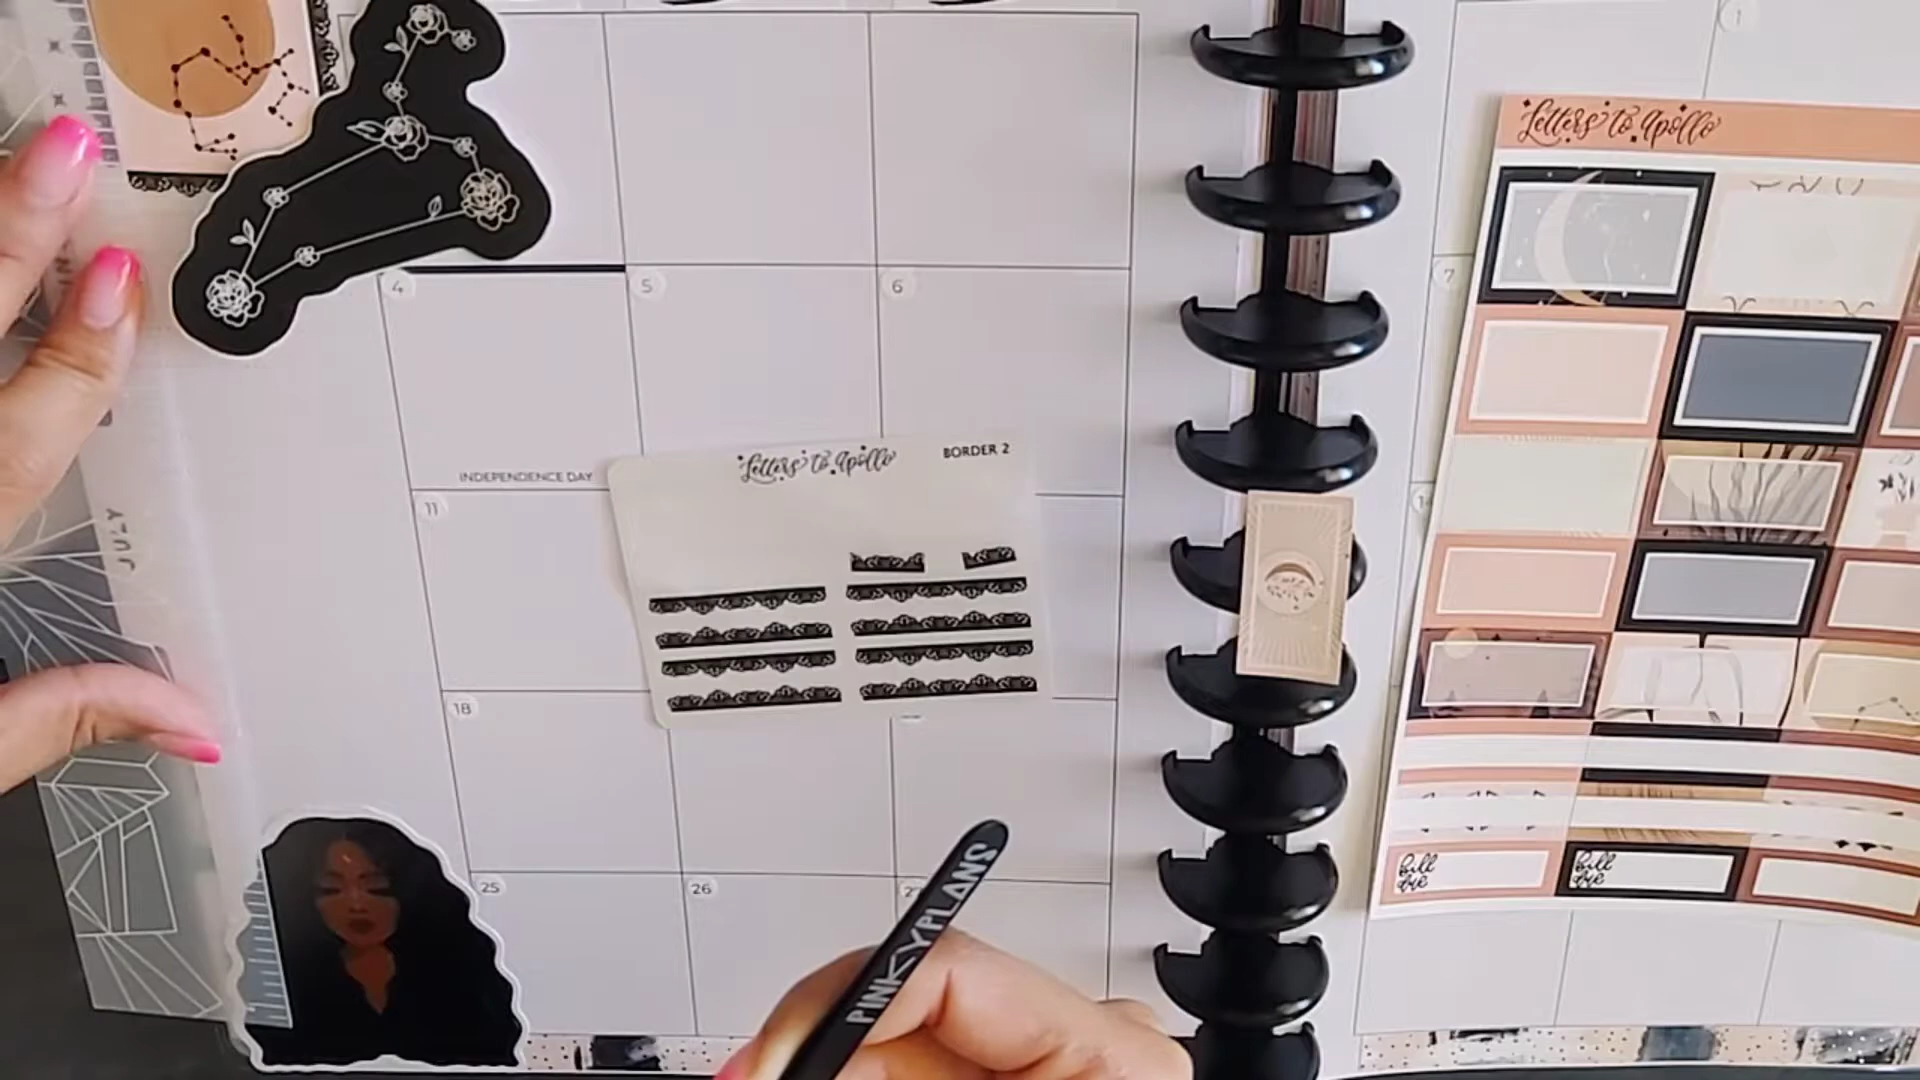 1
Letters to Apollo
4
5
6
7
INDEPENDENCE DAY
Letters to Apollo
BORDER 2
11
14
JULY
18
25
26
bill due
bill due
PINKYPLANS